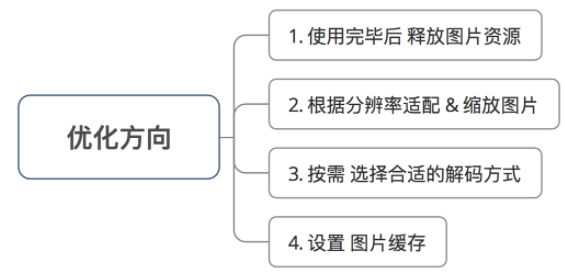 优化方向
1. 使用完毕后 释放图片资源
2. 根据分辨率适配 & 缩放图片
3. 按需 选择合适的解码方式
4. 设置 图片缓存